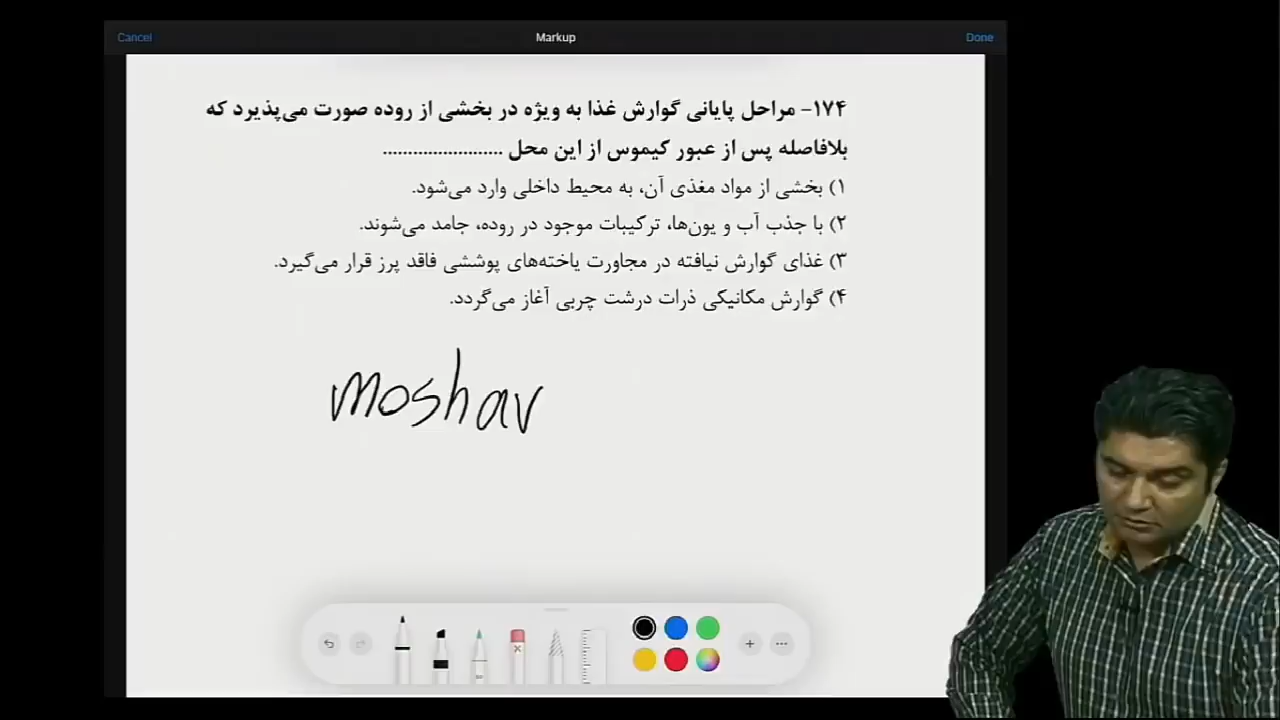 Cancel
Markup
Done
۱۷۴- مراحل پایانی گوارش غذا به ویژه در بخشی از روده صورت می‌پذیرد که
بلافاصله پس از عبور کیموس از این محل ........................
۱) بخشی از مواد مغذی آن، به محیط داخلی وارد می‌شود.
۲) با جذب آب و یون‌ها، ترکیبات موجود در روده، جامد می‌شوند.
۳) غذای گوارش نیافته در مجاورت یاخته‌های پوششی فاقد پرز قرار می‌گیرد.
۴) گوارش مکانیکی ذرات درشت چربی آغاز می‌گردد.
moshav